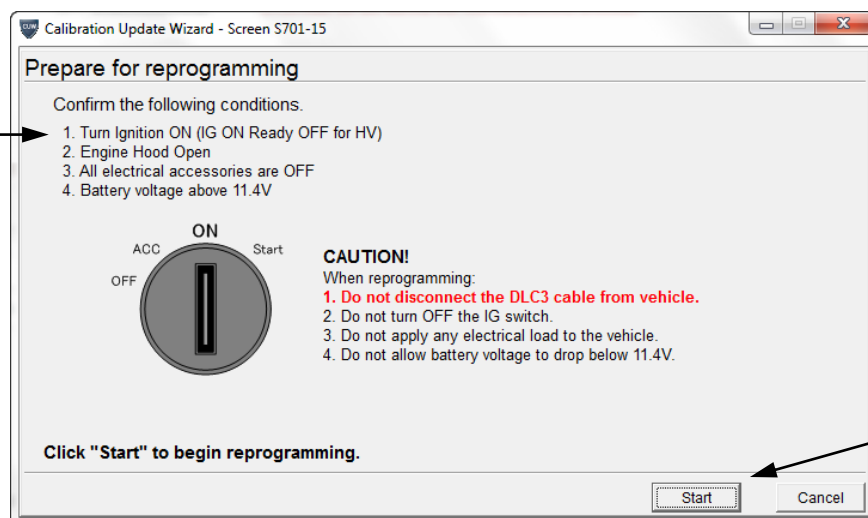 CUW Calibration Update Wizard - Screen S701-15
Prepare for reprogramming
Confirm the following conditions.
1. Turn Ignition ON (IG ON Ready OFF for HV)
2. Engine Hood Open
3. All electrical accessories are OFF
4. Battery voltage above 11.4V
ON
ACC Start
OFF
CAUTION!
When reprogramming:
1. Do not disconnect the DLC3 cable from vehicle.
2. Do not turn OFF the IG switch.
3. Do not apply any electrical load to the vehicle.
4. Do not allow battery voltage to drop below 11.4V.
Click "Start" to begin reprogramming.
Start Cancel